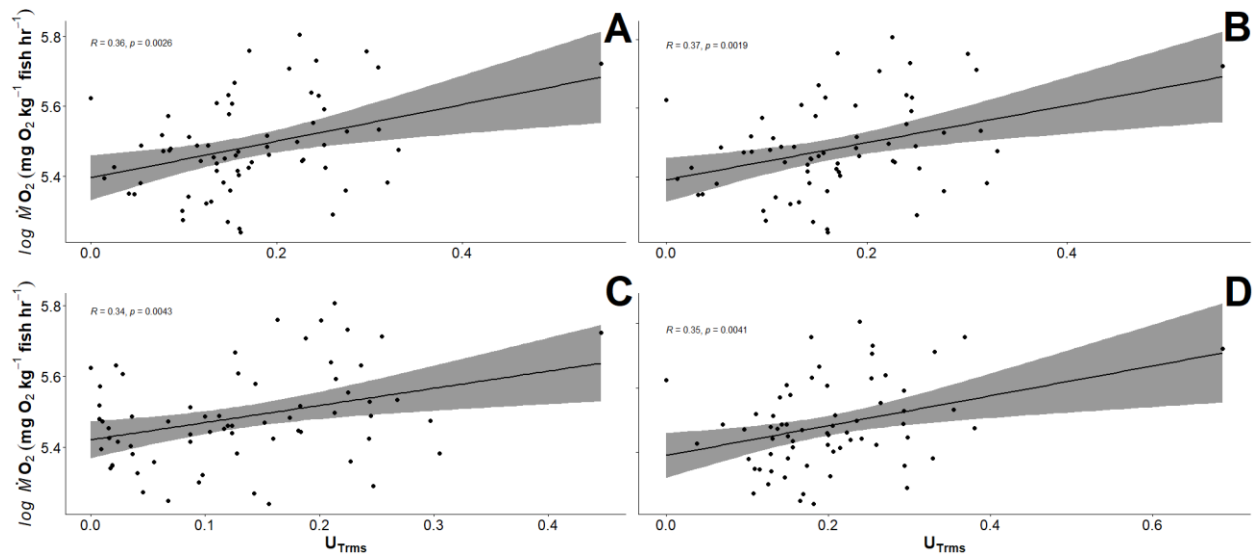 A
B
R = 0.36, p = 0.0026
R = 0.37, p = 0.0019
log ṀO₂ (mg O₂ kg⁻¹ fish hr⁻¹)
5.8
5.6
5.4
0.0 0.2 0.4
0.0 0.2 0.4
C
D
R = 0.34, p = 0.0043
R = 0.35, p = 0.0041
log ṀO₂ (mg O₂ kg⁻¹ fish hr⁻¹)
5.8
5.6
5.4
0.0 0.1 0.2 0.3 0.4
0.0 0.2 0.4 0.6
U_Trms
U_Trms